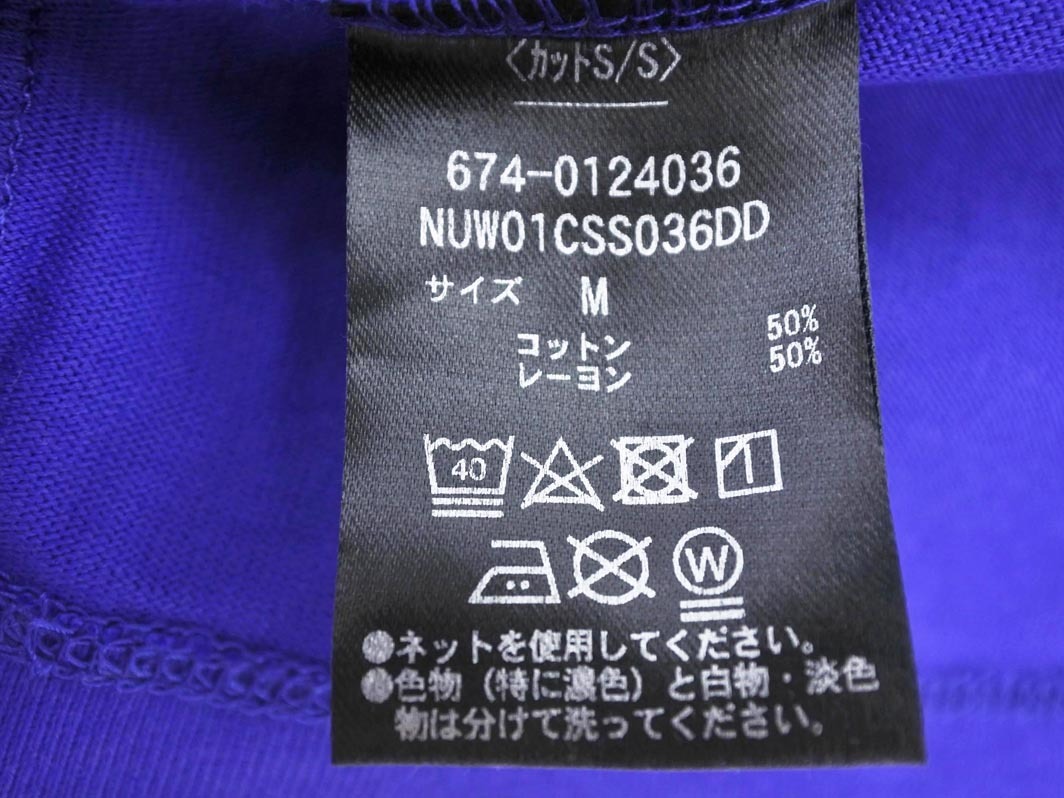 〈カットS/S〉
674-0124036
NUW01CSS036DD
サイズ M
コットン 50%
レーヨン 50%
40
W
●ネットを使用してください。
●色物（特に濃色）と白物・淡色
物は分けて洗ってください。